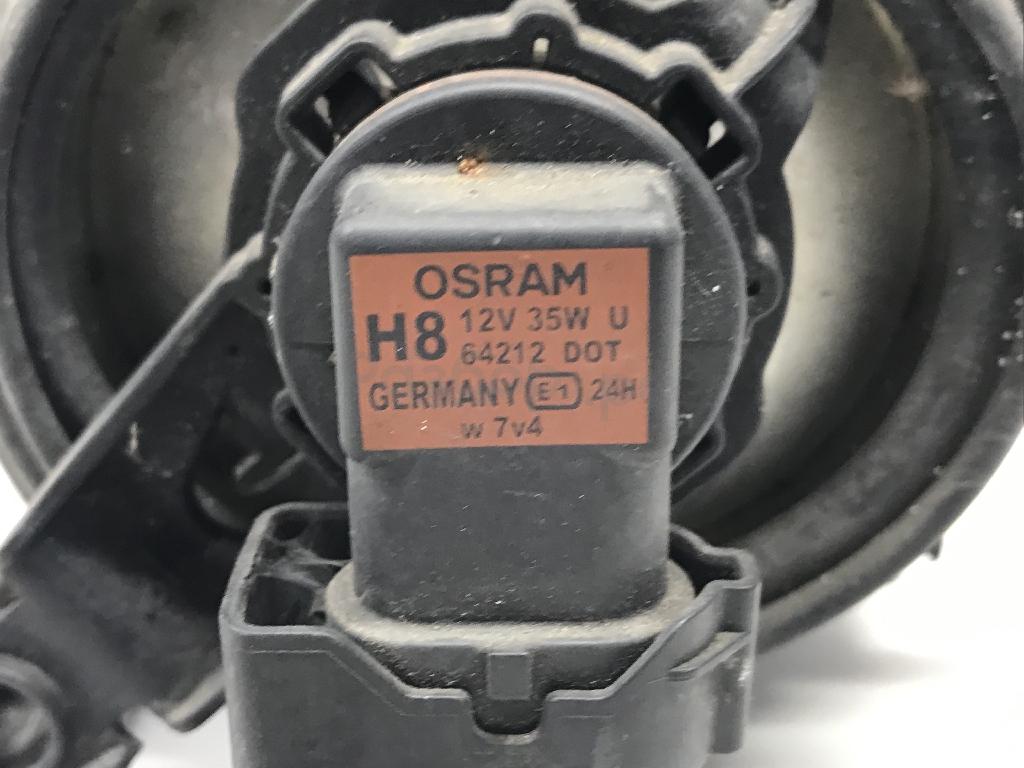 OSRAM
H8 12V 35W U
64212 DOT
GERMANY E1 24H
w 7v4